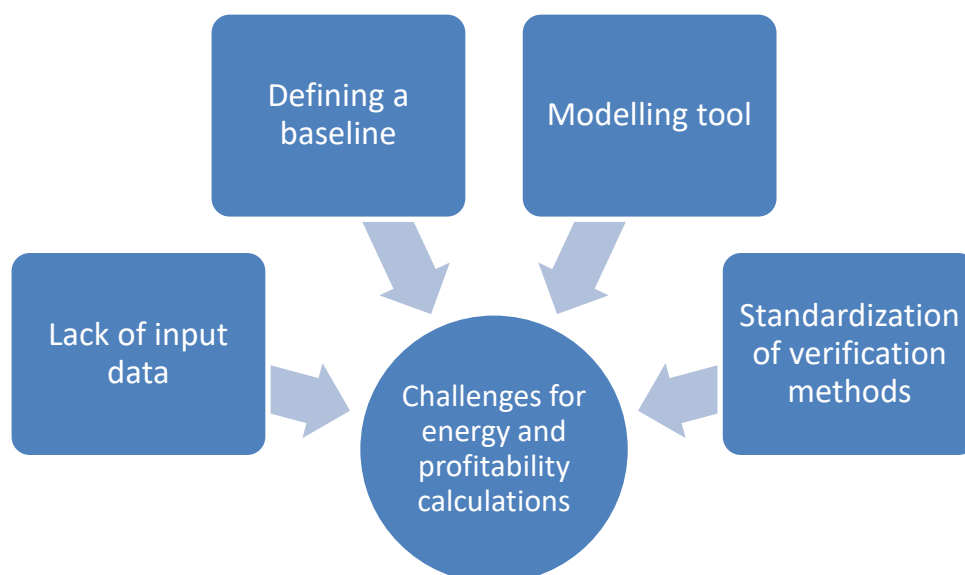 Defining a
baseline
Modelling tool
Lack of input
data
Standardization
of verification
methods
Challenges for
energy and
profitability
calculations